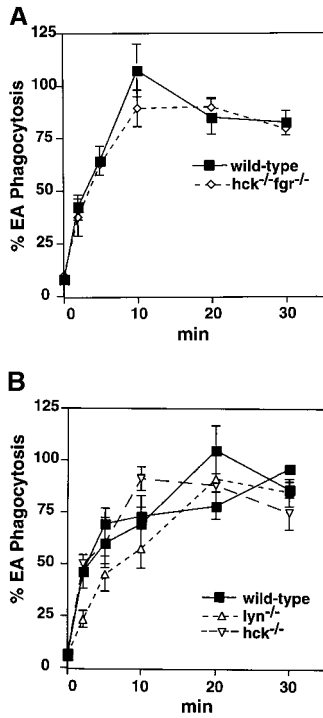 A
% EA Phagocytosis
125
100
75
50
25
0
wild-type
hck-/-fgr-/-
0 10 20 30
min
B
% EA Phagocytosis
125
100
75
50
25
0
wild-type
lyn-/-
hck-/-
0 10 20 30
min